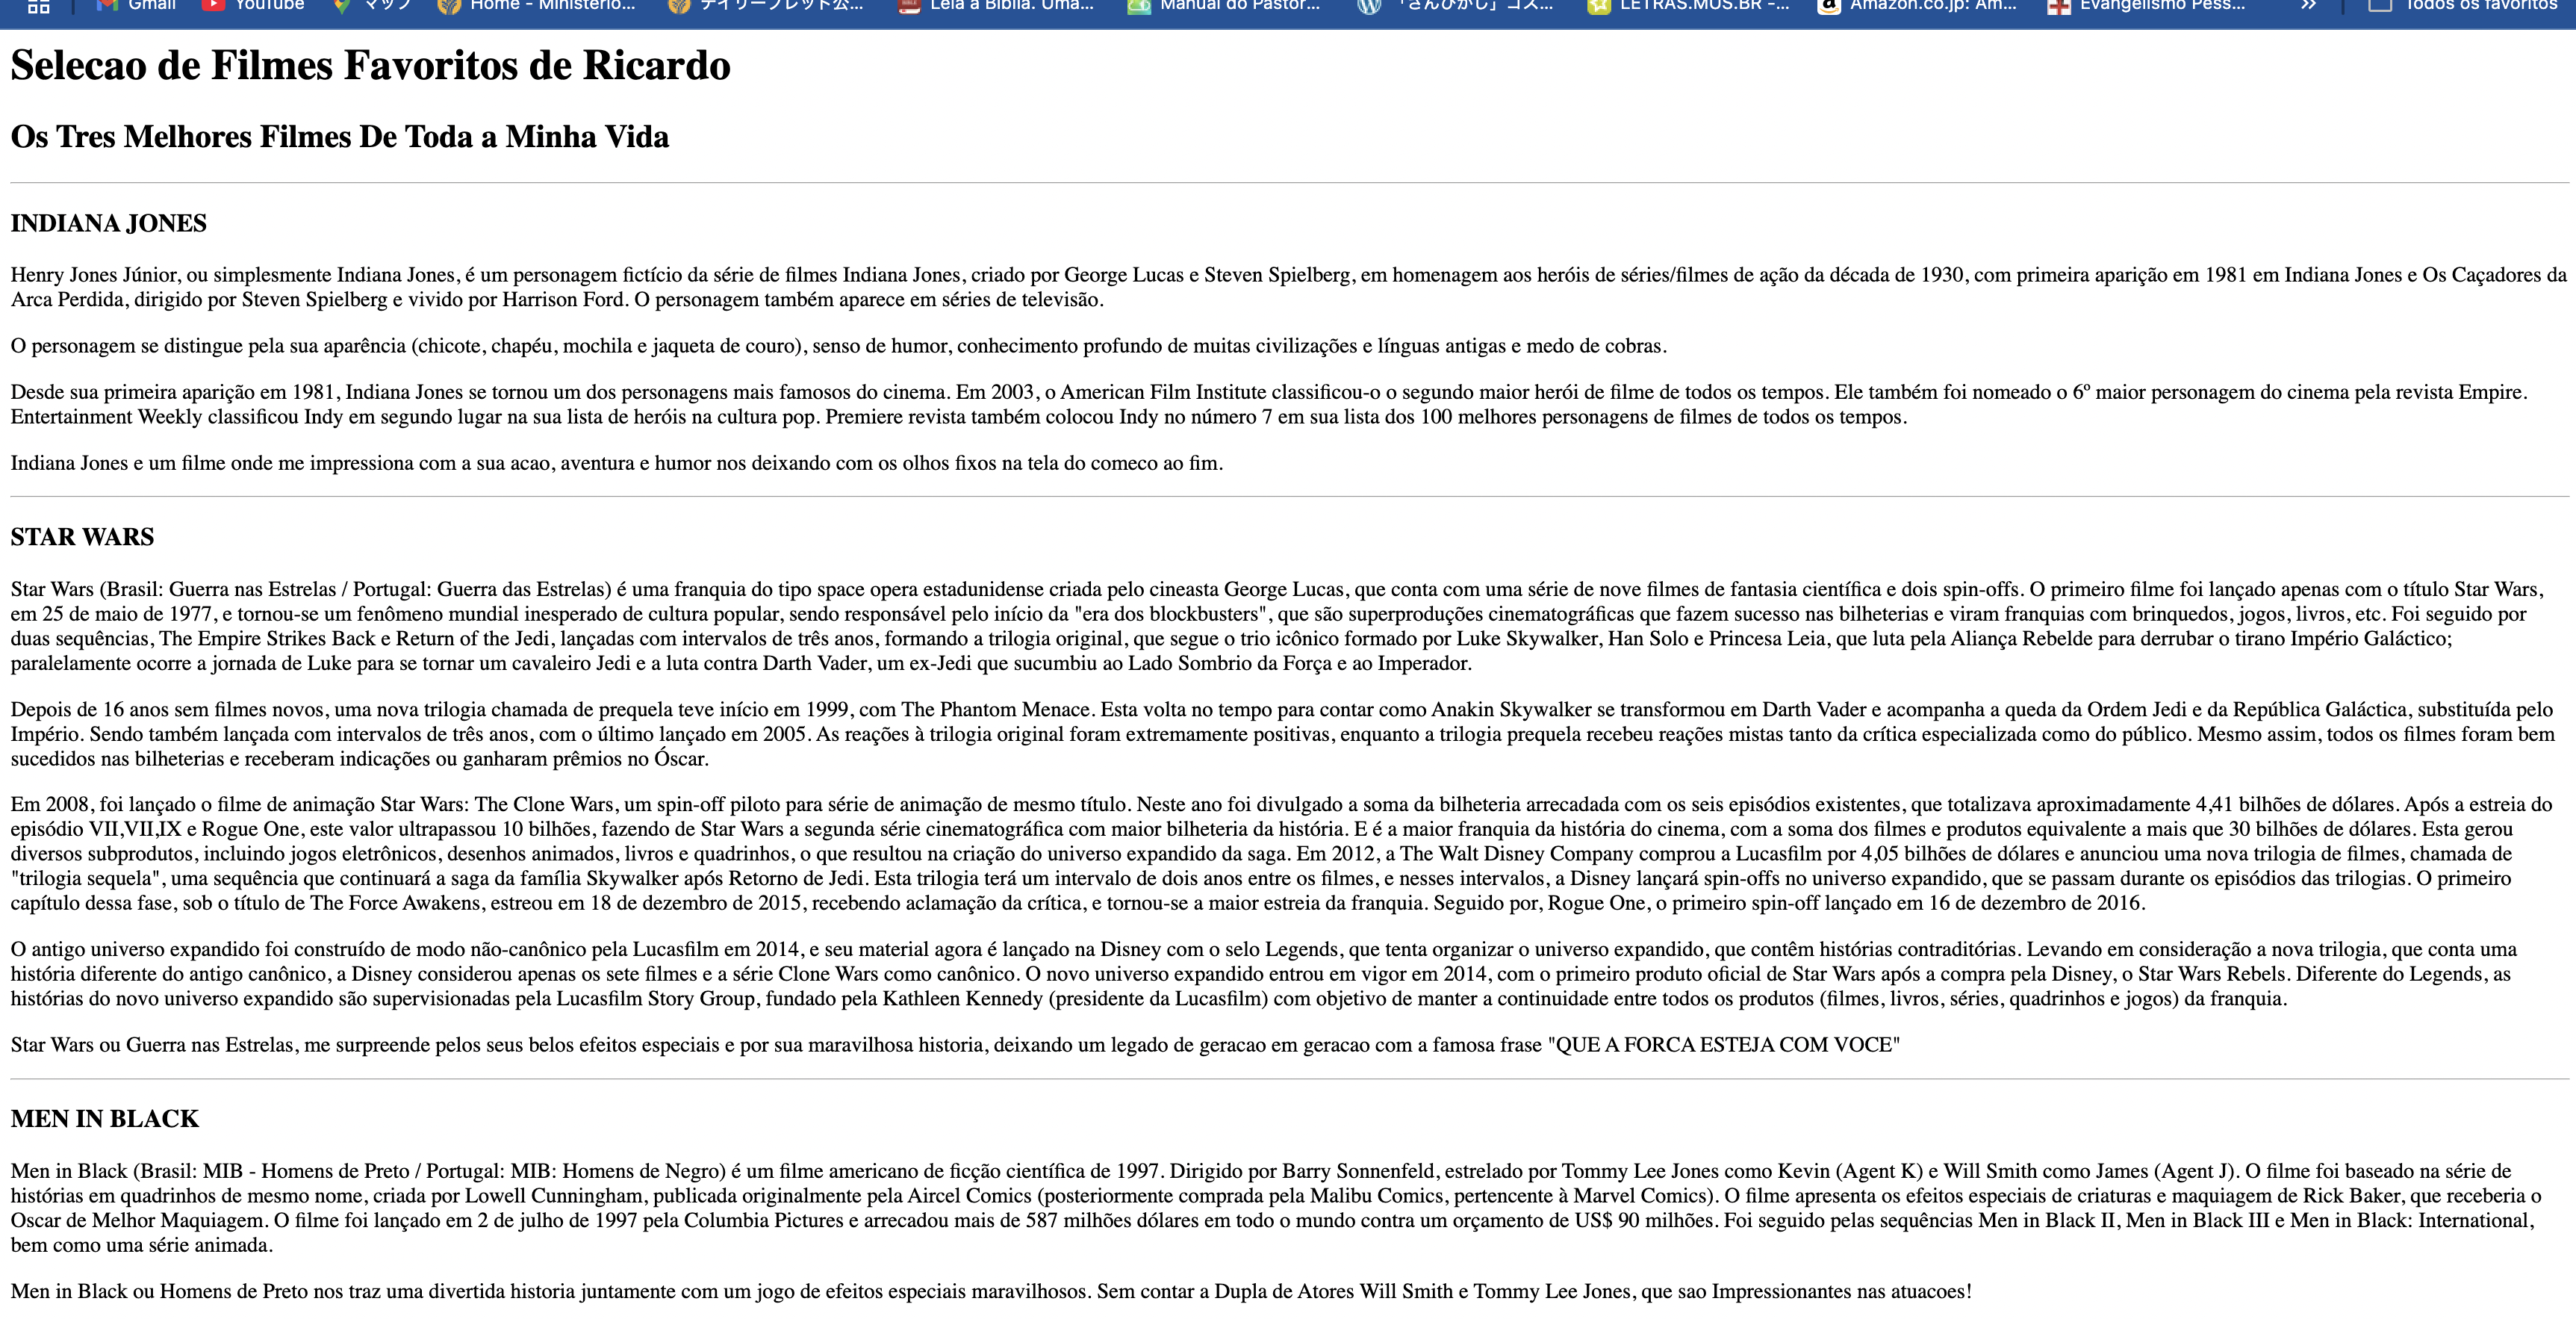 Gmail YouTube マップ Home - Ministério... デイリーブレッド公... Leia a Bíblia. Uma... Manual do Pastor... 「さんびかし」コス... LETRAS.MUS.BR -... Amazon.co.jp: Am... Evangelismo Pess... » Todos os favoritos
Selecao de Filmes Favoritos de Ricardo
Os Tres Melhores Filmes De Toda a Minha Vida
INDIANA JONES
Henry Jones Júnior, ou simplesmente Indiana Jones, é um personagem fictício da série de filmes Indiana Jones, criado por George Lucas e Steven Spielberg, em homenagem aos heróis de séries/filmes de ação da década de 1930, com primeira aparição em 1981 em Indiana Jones e Os Caçadores da
Arca Perdida, dirigido por Steven Spielberg e vivido por Harrison Ford. O personagem também aparece em séries de televisão.
O personagem se distingue pela sua aparência (chicote, chapéu, mochila e jaqueta de couro), senso de humor, conhecimento profundo de muitas civilizações e línguas antigas e medo de cobras.
Desde sua primeira aparição em 1981, Indiana Jones se tornou um dos personagens mais famosos do cinema. Em 2003, o American Film Institute classificou-o o segundo maior herói de filme de todos os tempos. Ele também foi nomeado o 6º maior personagem do cinema pela revista Empire.
Entertainment Weekly classificou Indy em segundo lugar na sua lista de heróis na cultura pop. Premiere revista também colocou Indy no número 7 em sua lista dos 100 melhores personagens de filmes de todos os tempos.
Indiana Jones e um filme onde me impressiona com a sua acao, aventura e humor nos deixando com os olhos fixos na tela do comeco ao fim.
STAR WARS
Star Wars (Brasil: Guerra nas Estrelas / Portugal: Guerra das Estrelas) é uma franquia do tipo space opera estadunidense criada pelo cineasta George Lucas, que conta com uma série de nove filmes de fantasia científica e dois spin-offs. O primeiro filme foi lançado apenas com o título Star Wars,
em 25 de maio de 1977, e tornou-se um fenômeno mundial inesperado de cultura popular, sendo responsável pelo início da "era dos blockbusters", que são superproduções cinematográficas que fazem sucesso nas bilheterias e viram franquias com brinquedos, jogos, livros, etc. Foi seguido por
duas sequências, The Empire Strikes Back e Return of the Jedi, lançadas com intervalos de três anos, formando a trilogia original, que segue o trio icônico formado por Luke Skywalker, Han Solo e Princesa Leia, que luta pela Aliança Rebelde para derrubar o tirano Império Galáctico;
paralelamente ocorre a jornada de Luke para se tornar um cavaleiro Jedi e a luta contra Darth Vader, um ex-Jedi que sucumbiu ao Lado Sombrio da Força e ao Imperador.
Depois de 16 anos sem filmes novos, uma nova trilogia chamada de prequela teve início em 1999, com The Phantom Menace. Esta volta no tempo para contar como Anakin Skywalker se transformou em Darth Vader e acompanha a queda da Ordem Jedi e da República Galáctica, substituída pelo
Império. Sendo também lançada com intervalos de três anos, com o último lançado em 2005. As reações à trilogia original foram extremamente positivas, enquanto a trilogia prequela recebeu reações mistas tanto da crítica especializada como do público. Mesmo assim, todos os filmes foram bem
sucedidos nas bilheterias e receberam indicações ou ganharam prêmios no Óscar.
Em 2008, foi lançado o filme de animação Star Wars: The Clone Wars, um spin-off piloto para série de animação de mesmo título. Neste ano foi divulgado a soma da bilheteria arrecadada com os seis episódios existentes, que totalizava aproximadamente 4,41 bilhões de dólares. Após a estreia do
episódio VII,VII,IX e Rogue One, este valor ultrapassou 10 bilhões, fazendo de Star Wars a segunda série cinematográfica com maior bilheteria da história. E é a maior franquia da história do cinema, com a soma dos filmes e produtos equivalente a mais que 30 bilhões de dólares. Esta gerou
diversos subprodutos, incluindo jogos eletrônicos, desenhos animados, livros e quadrinhos, o que resultou na criação do universo expandido da saga. Em 2012, a The Walt Disney Company comprou a Lucasfilm por 4,05 bilhões de dólares e anunciou uma nova trilogia de filmes, chamada de
"trilogia sequela", uma sequência que continuará a saga da família Skywalker após Retorno de Jedi. Esta trilogia terá um intervalo de dois anos entre os filmes, e nesses intervalos, a Disney lançará spin-offs no universo expandido, que se passam durante os episódios das trilogias. O primeiro
capítulo dessa fase, sob o título de The Force Awakens, estreou em 18 de dezembro de 2015, recebendo aclamação da crítica, e tornou-se a maior estreia da franquia. Seguido por, Rogue One, o primeiro spin-off lançado em 16 de dezembro de 2016.
O antigo universo expandido foi construído de modo não-canônico pela Lucasfilm em 2014, e seu material agora é lançado na Disney com o selo Legends, que tenta organizar o universo expandido, que contêm histórias contraditórias. Levando em consideração a nova trilogia, que conta uma
história diferente do antigo canônico, a Disney considerou apenas os sete filmes e a série Clone Wars como canônico. O novo universo expandido entrou em vigor em 2014, com o primeiro produto oficial de Star Wars após a compra pela Disney, o Star Wars Rebels. Diferente do Legends, as
histórias do novo universo expandido são supervisionadas pela Lucasfilm Story Group, fundado pela Kathleen Kennedy (presidente da Lucasfilm) com objetivo de manter a continuidade entre todos os produtos (filmes, livros, séries, quadrinhos e jogos) da franquia.
Star Wars ou Guerra nas Estrelas, me surpreende pelos seus belos efeitos especiais e por sua maravilhosa historia, deixando um legado de geracao em geracao com a famosa frase "QUE A FORCA ESTEJA COM VOCE"
MEN IN BLACK
Men in Black (Brasil: MIB - Homens de Preto / Portugal: MIB: Homens de Negro) é um filme americano de ficção científica de 1997. Dirigido por Barry Sonnenfeld, estrelado por Tommy Lee Jones como Kevin (Agent K) e Will Smith como James (Agent J). O filme foi baseado na série de
histórias em quadrinhos de mesmo nome, criada por Lowell Cunningham, publicada originalmente pela Aircel Comics (posteriormente comprada pela Malibu Comics, pertencente à Marvel Comics). O filme apresenta os efeitos especiais de criaturas e maquiagem de Rick Baker, que receberia o
Oscar de Melhor Maquiagem. O filme foi lançado em 2 de julho de 1997 pela Columbia Pictures e arrecadou mais de 587 milhões dólares em todo o mundo contra um orçamento de US$ 90 milhões. Foi seguido pelas sequências Men in Black II, Men in Black III e Men in Black: International,
bem como uma série animada.
Men in Black ou Homens de Preto nos traz uma divertida historia juntamente com um jogo de efeitos especiais maravilhosos. Sem contar a Dupla de Atores Will Smith e Tommy Lee Jones, que sao Impressionantes nas atuacoes!